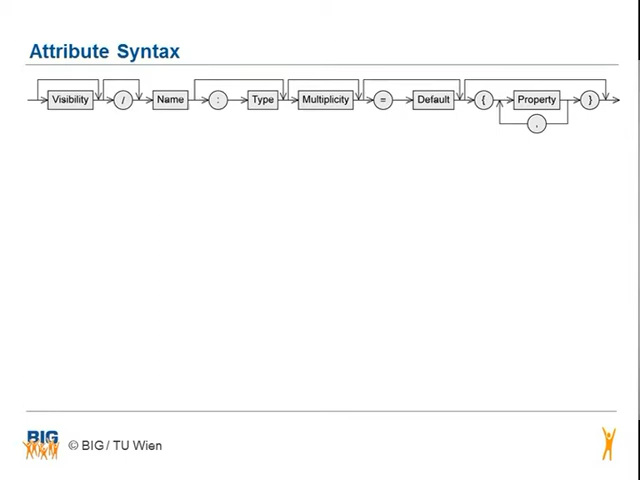 Attribute Syntax
Visibility / Name : Type Multiplicity = Default { Property }
,
BIG
© BIG / TU Wien